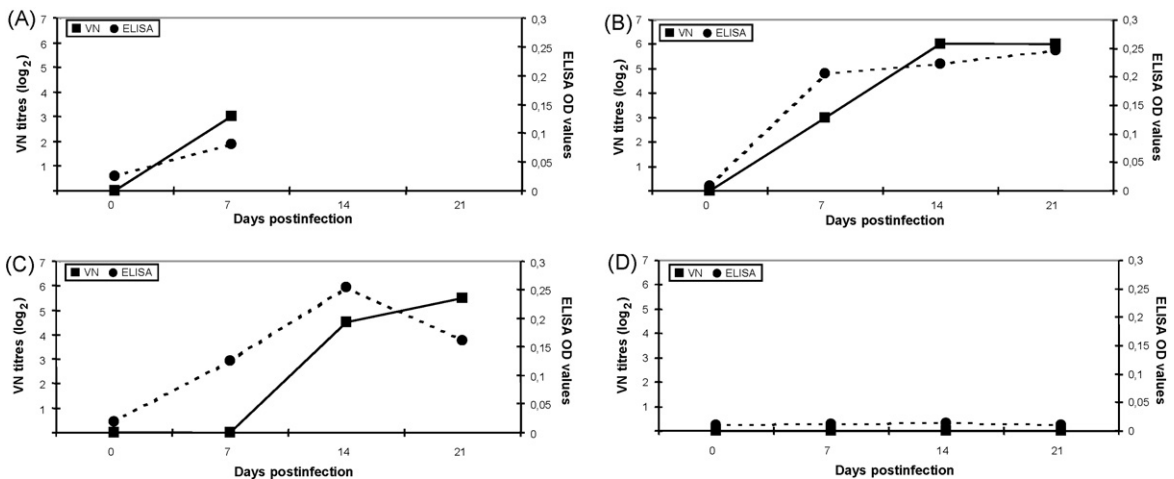 (A)
VN ELISA
VN titres (log2)
7
6
5
4
3
2
1
0,3
0,25
0,2
0,15
0,1
0,05
0
ELISA OD values
0 7 14 21
Days postinfection
(B)
VN ELISA
VN titres (log2)
7
6
5
4
3
2
1
0,3
0,25
0,2
0,15
0,1
0,05
0
ELISA OD values
0 7 14 21
Days postinfection
(C)
VN ELISA
VN titres (log2)
7
6
5
4
3
2
1
0,3
0,25
0,2
0,15
0,1
0,05
0
ELISA OD values
0 7 14 21
Days postinfection
(D)
VN ELISA
VN titres (log2)
7
6
5
4
3
2
1
0,3
0,25
0,2
0,15
0,1
0,05
0
ELISA OD values
0 7 14 21
Days postinfection